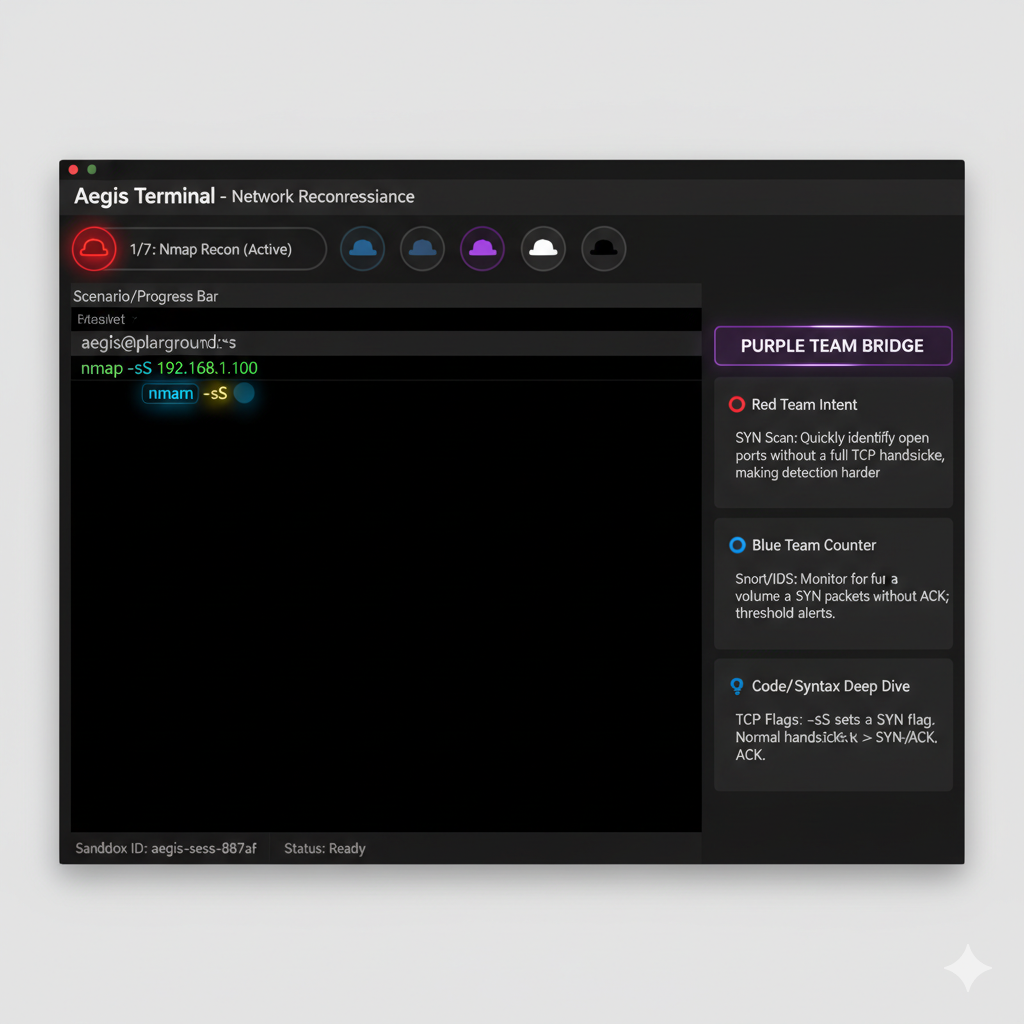 Aegis Terminal - Network Reconressiance
1/7: Nmap Recon (Active)
Scenario/Progress Bar
aegis@plarground
nmap -sS 192.168.1.100
nmam -sS
PURPLE TEAM BRIDGE
Red Team Intent
SYN Scan: Quickly identify open
ports without a full TCP handsicke,
making detection harder
Blue Team Counter
Snort/IDS: Monitor for a
volume a SYN packets without ACK;
threshold alerts.
Code/Syntax Deep Dive
TCP Flags: -sS sets a SYN flag.
Normal > SYN-/ACK.
ACK.
Sanddox ID: aegis-sess-887af
Status: Ready